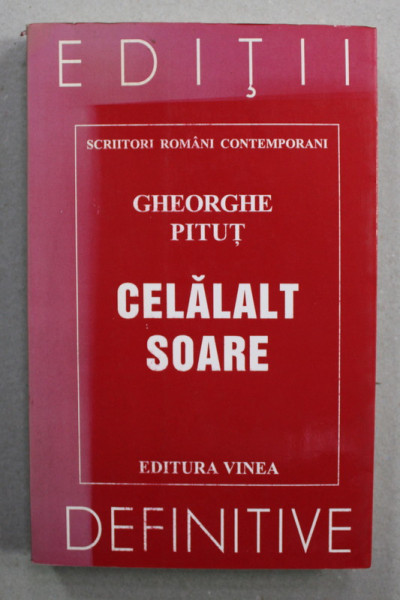 EDIȚII
SCRIITORI ROMÂNI CONTEMPORANI
GHEORGHE
PITUȚ
CELĂLALT
SOARE
EDITURA VINEA
DEFINITIVE